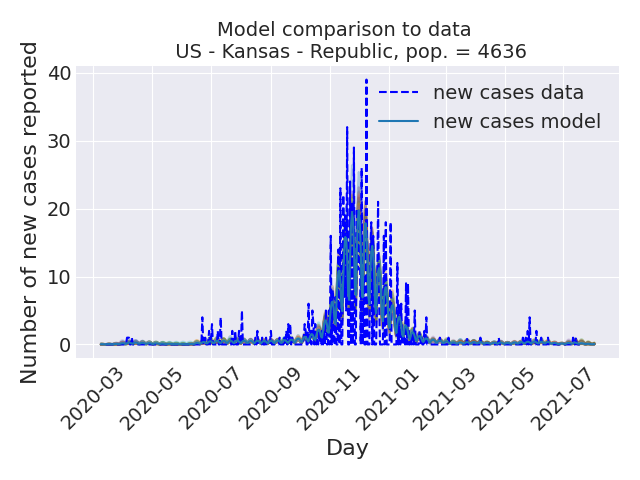 Model comparison to data
US - Kansas - Republic, pop. = 4636
Number of new cases reported
40
30
20
10
0
new cases data
new cases model
2020-03
2020-05
2020-07
2020-09
2020-11
2021-01
2021-03
2021-05
2021-07
Day